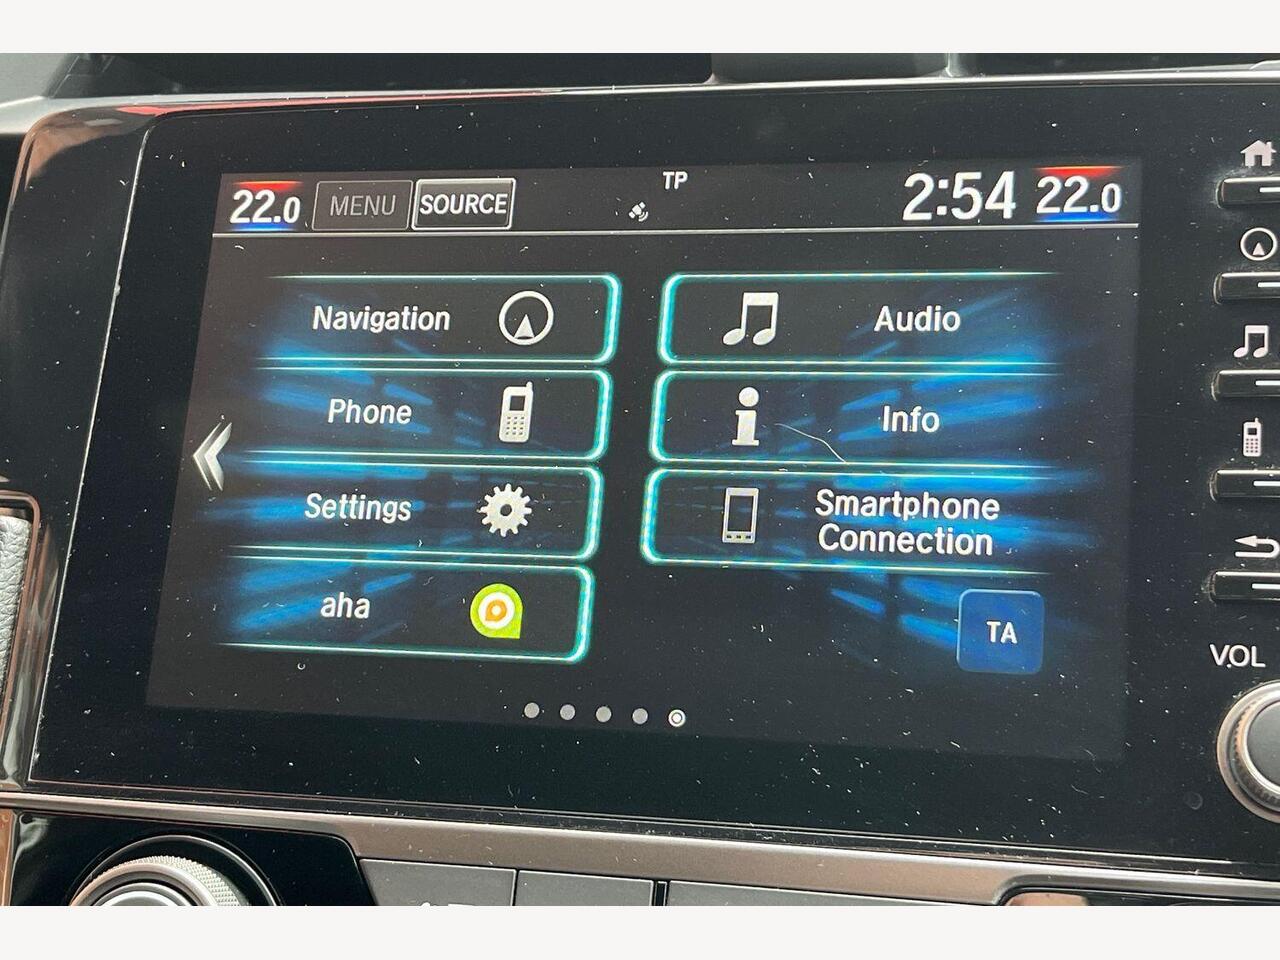 22.0 MENU SOURCE TP 2:54 22.0
Navigation
Audio
Phone
Info
Settings
Smartphone
Connection
aha
TA
VOL